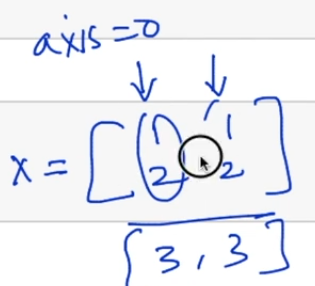 axis=0
↓ ↓
x = [ 1 1
2 2 ]
[3, 3]